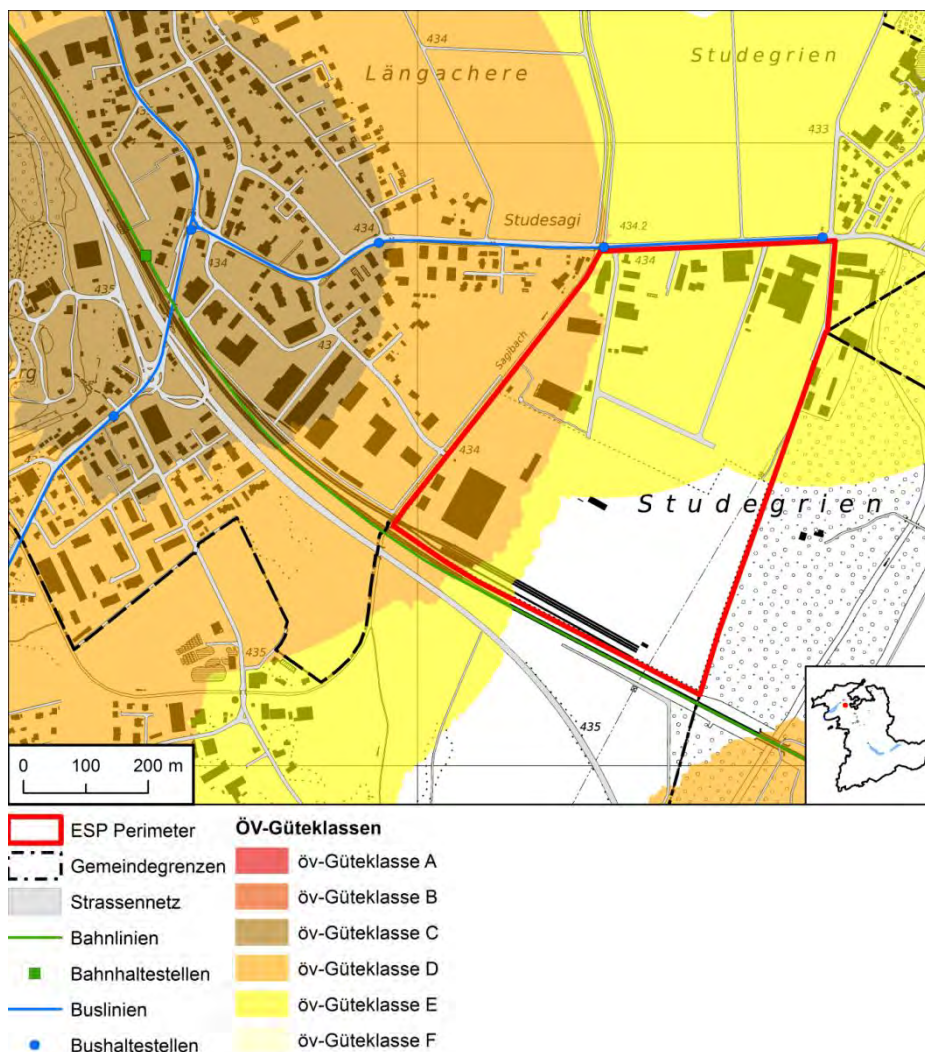 434
Längachere
Studegrien
433
Studesagi
434.2
434
434
434
435
43
434
Sagibach
434
Studegrien
435
435
0 100 200 m
ESP Perimeter
Gemeindegrenzen
Strassennetz
Bahnlinien
Bahnhaltestellen
Buslinien
Bushaltestellen
ÖV-Güteklassen
öv-Güteklasse A
öv-Güteklasse B
öv-Güteklasse C
öv-Güteklasse D
öv-Güteklasse E
öv-Güteklasse F